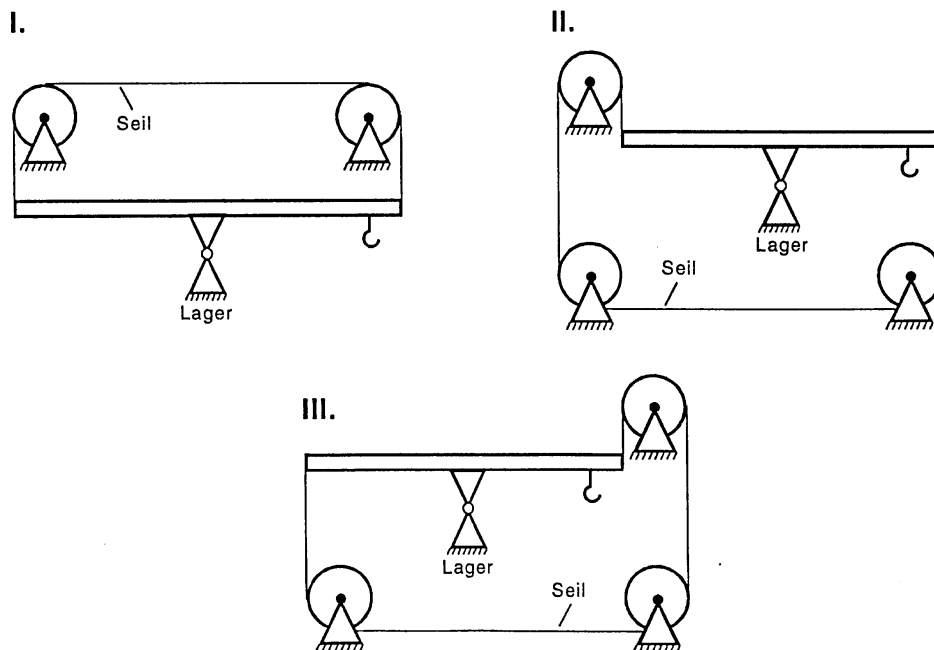 I.
Seil
Lager
II.
Seil
Lager
III.
Lager
Seil